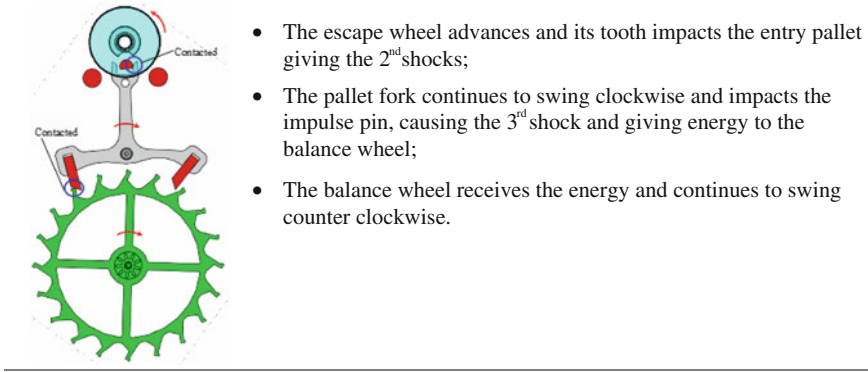 Contacted
Contacted
• The escape wheel advances and its tooth impacts the entry pallet
giving the 2nd shocks;
• The pallet fork continues to swing clockwise and impacts the
impulse pin, causing the 3rd shock and giving energy to the
balance wheel;
• The balance wheel receives the energy and continues to swing
counter clockwise.